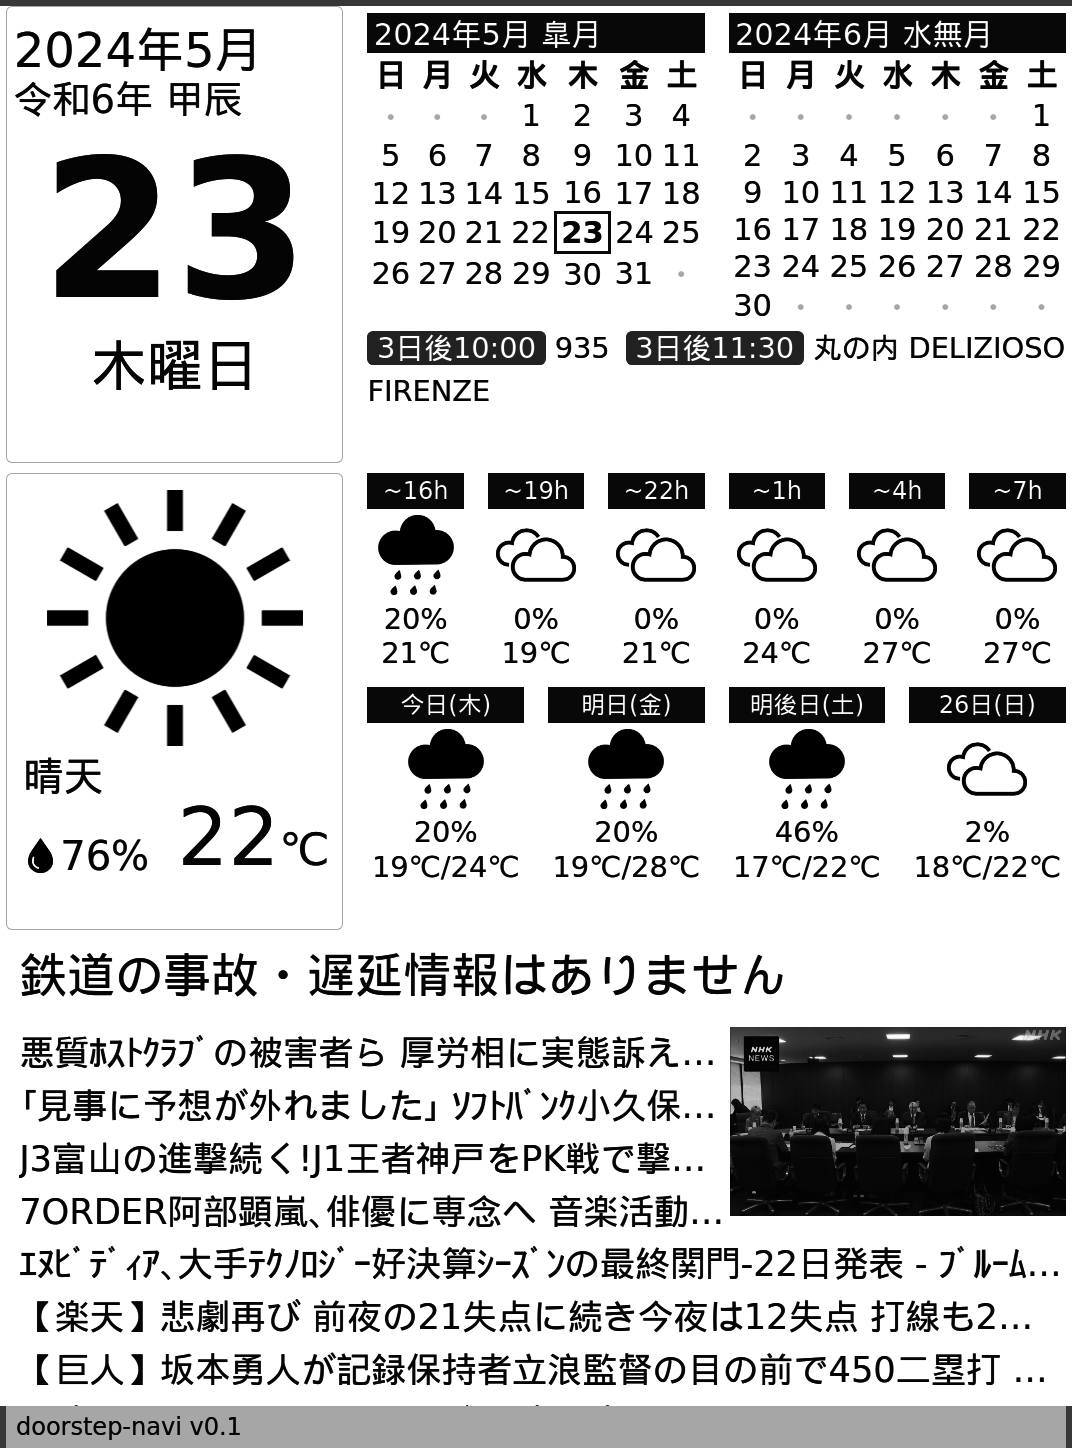 2024年5月
令和6年 甲辰
23
木曜日
2024年5月 皐月
日 月 火 水 木 金 土
・ ・ ・ 1 2 3 4
5 6 7 8 9 10 11
12 13 14 15 16 17 18
19 20 21 22 23 24 25
26 27 28 29 30 31 ・
2024年6月 水無月
日 月 火 水 木 金 土
・ ・ ・ ・ ・ ・ 1
2 3 4 5 6 7 8
9 10 11 12 13 14 15
16 17 18 19 20 21 22
23 24 25 26 27 28 29
30 ・ ・ ・ ・ ・ ・
3日後10:00 935 3日後11:30 丸の内 DELIZIOSO
FIRENZE
晴天
76% 22℃
~16h ~19h ~22h ~1h ~4h ~7h
20% 0% 0% 0% 0% 0%
21℃ 19℃ 21℃ 24℃ 27℃ 27℃
今日(木) 明日(金) 明後日(土) 26日(日)
20% 20% 46% 2%
19℃/24℃ 19℃/28℃ 17℃/22℃ 18℃/22℃
鉄道の事故・遅延情報はありません
悪質ﾎｽﾄｸﾗﾌﾞの被害者ら 厚労相に実態訴え…
｢見事に予想が外れました｣ ｿﾌﾄﾊﾞﾝｸ小久保…
J3富山の進撃続く!J1王者神戸をPK戦で撃…
7ORDER阿部顕嵐､俳優に専念へ 音楽活動…
NHK
NEWS
NHK
ｴﾇﾋﾞﾃﾞｨｱ､大手ﾃｸﾉﾛｼﾞｰ好決算ｼｰｽﾞﾝの最終関門-22日発表 - ﾌﾞﾙｰﾑ…
【楽天】悲劇再び 前夜の21失点に続き今夜は12失点 打線も2…
【巨人】坂本勇人が記録保持者立浪監督の目の前で450二塁打 …
doorstep-navi v0.1